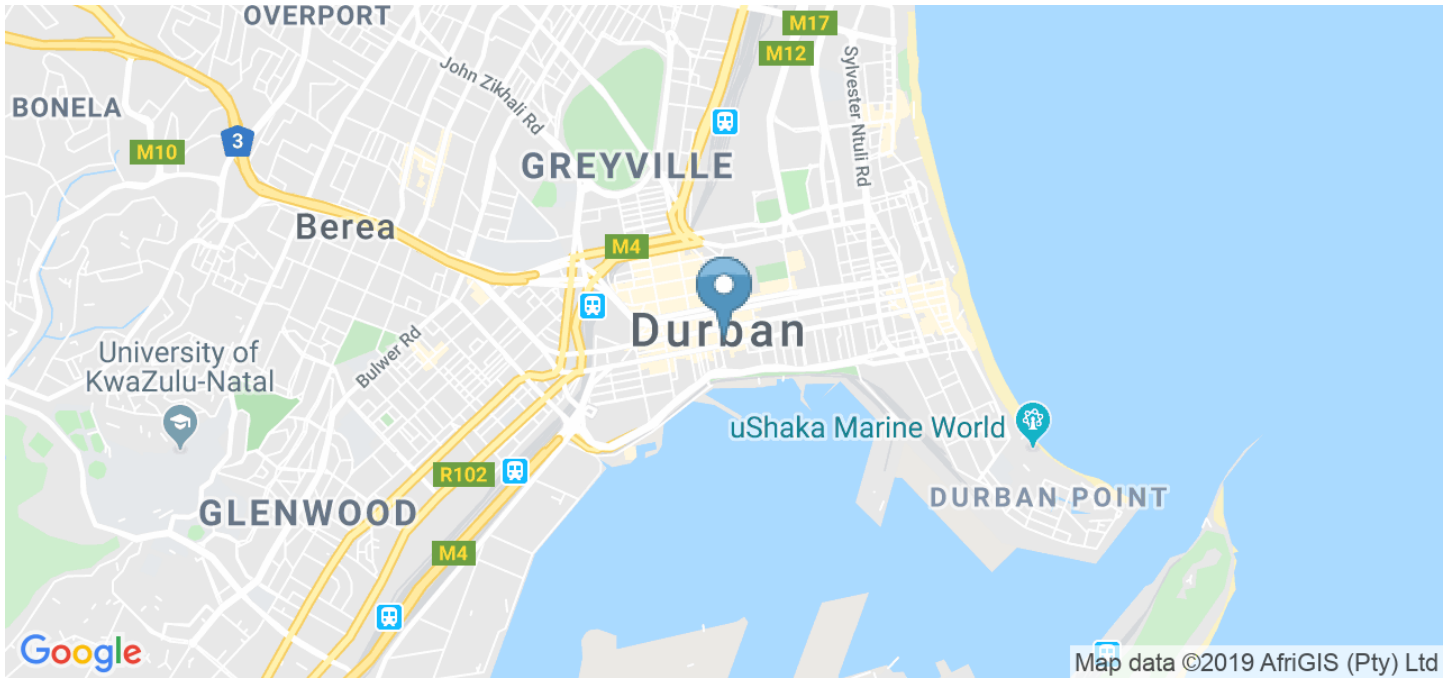 OVERPORT
M17
M12
Sylvester Ntuli Rd
John Zikhali Rd
BONELA
3
M10
GREYVILLE
Berea
M4
Durban
University of
KwaZulu-Natal
Bulwer Rd
uShaka Marine World
R102
DURBAN POINT
GLENWOOD
M4
Google
Map data ©2019 AfriGIS (Pty) Ltd